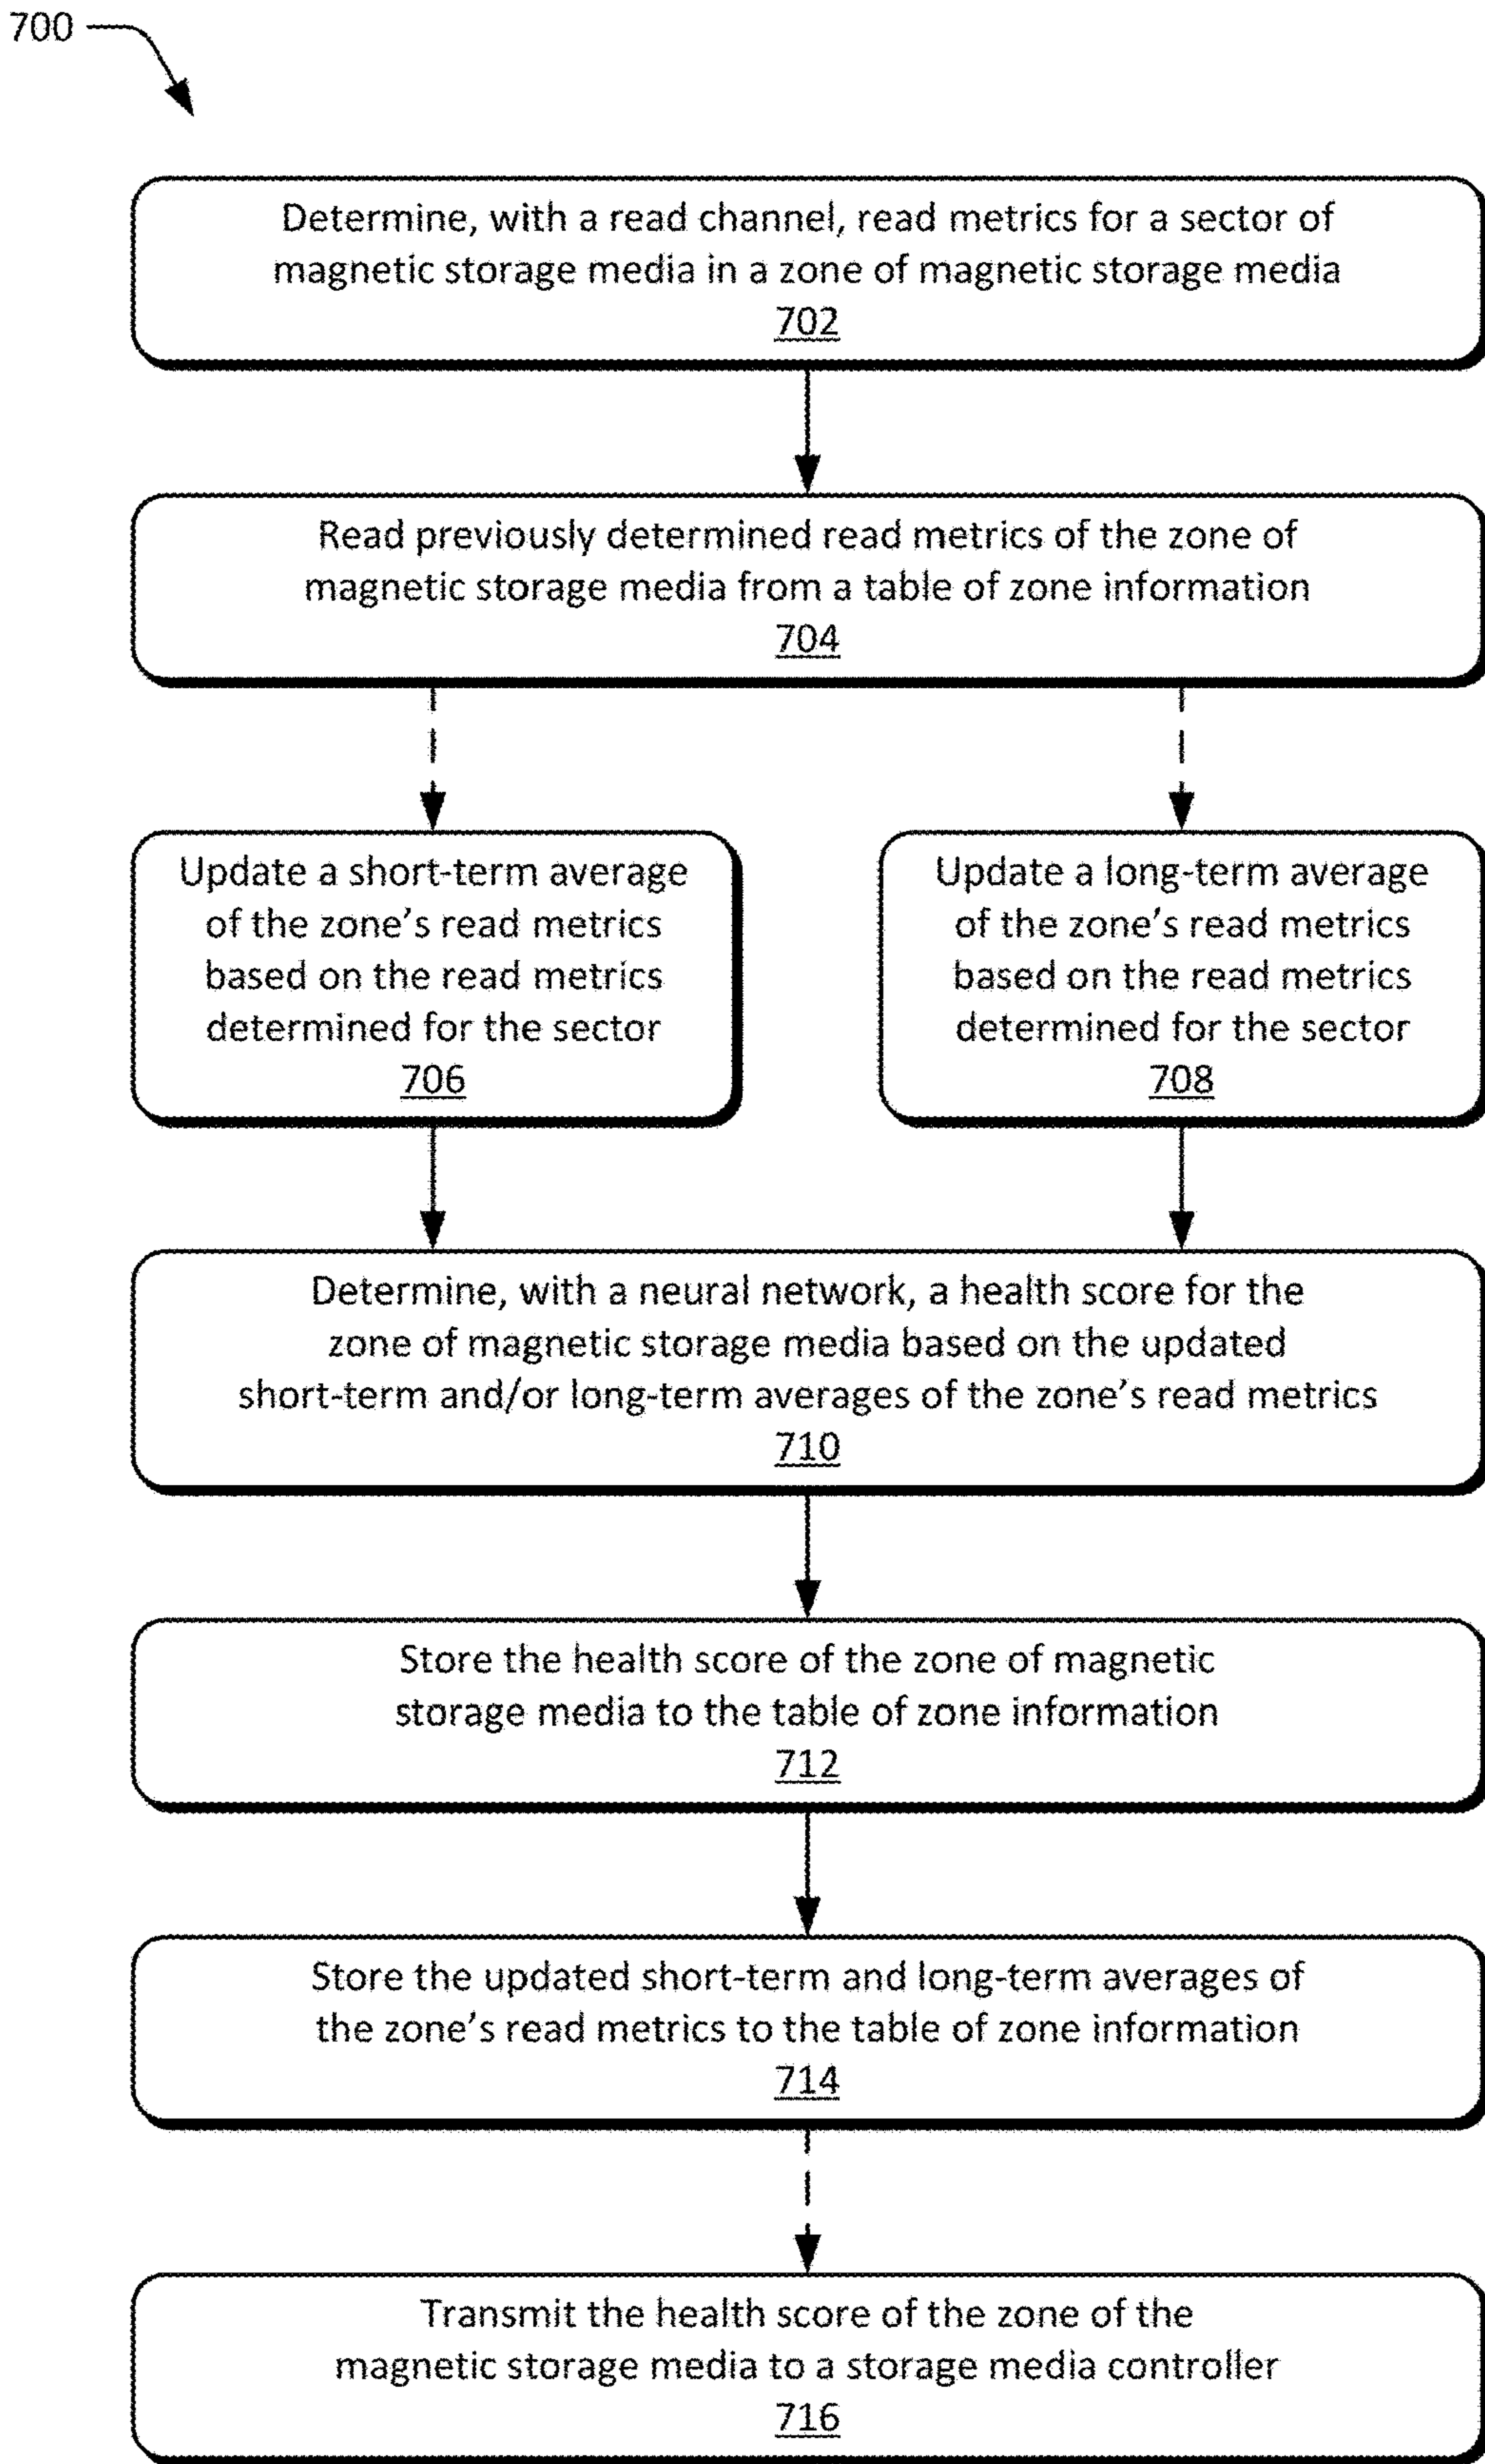 700
Determine, with a read channel, read metrics for a sector of
magnetic storage media in a zone of magnetic storage media
702
Read previously determined read metrics of the zone of
magnetic storage media from a table of zone information
704
Update a short-term average
of the zone’s read metrics
based on the read metrics
determined for the sector
706
Update a long-term average
of the zone’s read metrics
based on the read metrics
determined for the sector
708
Determine, with a neural network, a health score for the
zone of magnetic storage media based on the updated
short-term and/or long-term averages of the zone’s read metrics
710
Store the health score of the zone of magnetic
storage media to the table of zone information
712
Store the updated short-term and long-term averages of
the zone’s read metrics to the table of zone information
714
Transmit the health score of the zone of the
magnetic storage media to a storage media controller
716